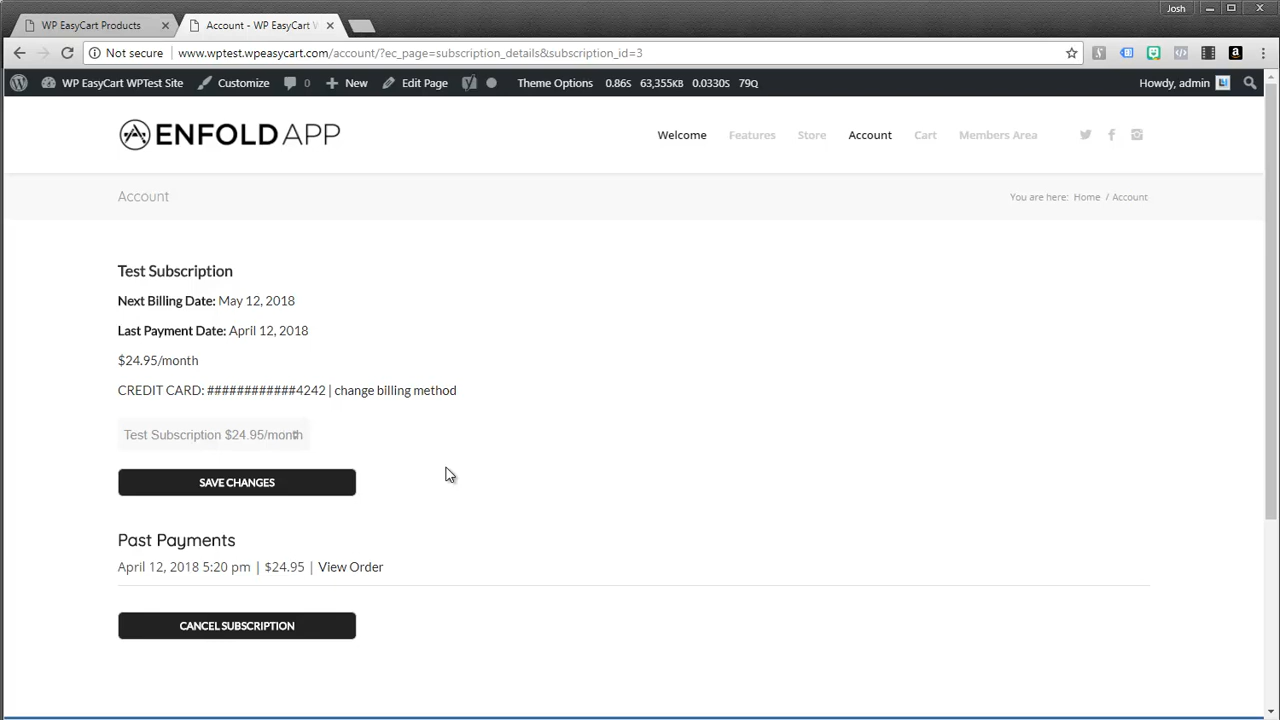 Josh
WP EasyCart Products
Account - WP EasyCart W
Not secure
www.wptest.wpeasycart.com/account/?ec_page=subscription_details&subscription_id=3
WP EasyCart WPTest Site
Customize
0
New
Edit Page
Theme Options
0.86s
63,355KB
0.0330S
79Q
Howdy, admin
ENFOLD APP
Welcome
Features
Store
Account
Cart
Members Area
Account
You are here: Home / Account
Test Subscription
Next Billing Date: May 12, 2018
Last Payment Date: April 12, 2018
$24.95/month
CREDIT CARD: ############4242 | change billing method
Test Subscription $24.95/month
SAVE CHANGES
Past Payments
April 12, 2018 5:20 pm | $24.95 | View Order
CANCEL SUBSCRIPTION